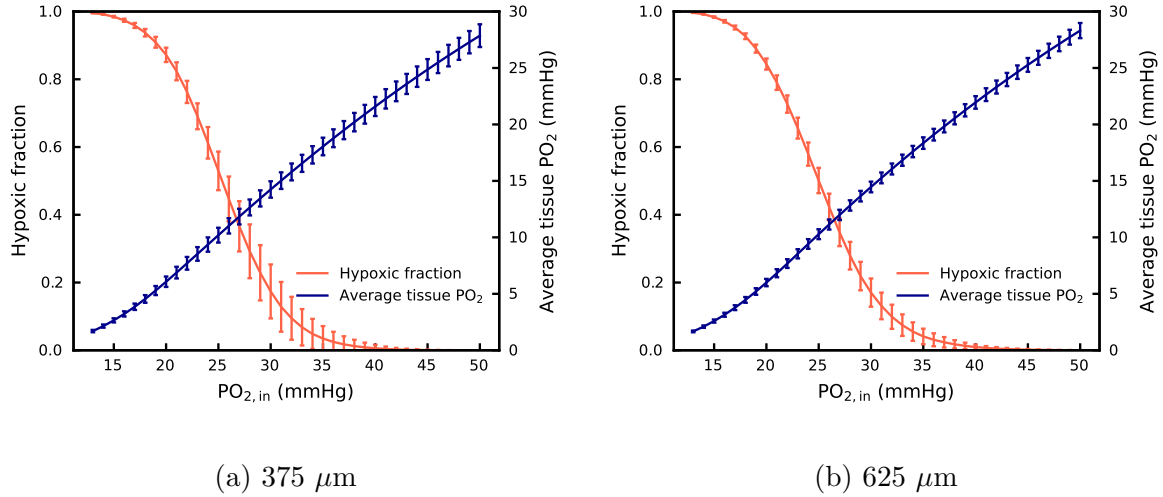 1.0
0.8
0.6
0.4
0.2
0.0
Hypoxic fraction
30
25
20
15
10
5
0
Average tissue PO2 (mmHg)
Hypoxic fraction
Average tissue PO2
15 20 25 30 35 40 45 50
PO2, in (mmHg)
(a) 375 μm
1.0
0.8
0.6
0.4
0.2
0.0
Hypoxic fraction
30
25
20
15
10
5
0
Average tissue PO2 (mmHg)
Hypoxic fraction
Average tissue PO2
15 20 25 30 35 40 45 50
PO2, in (mmHg)
(b) 625 μm